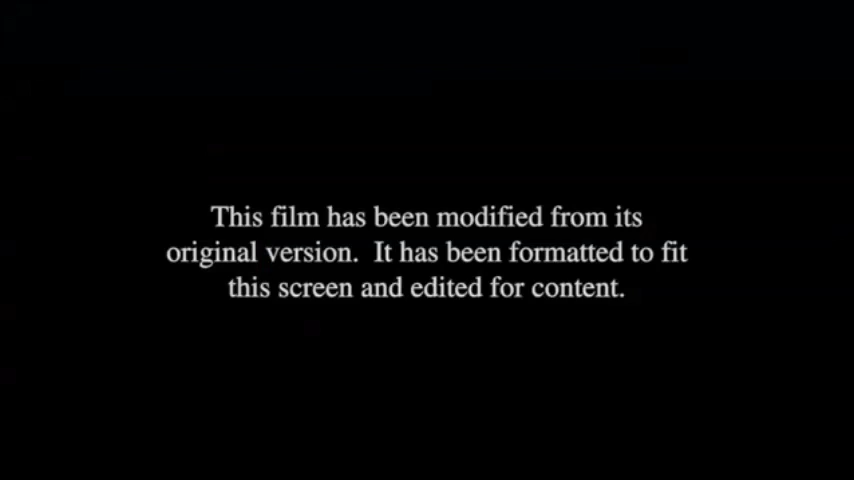 This film has been modified from its
original version.  It has been formatted to fit
this screen and edited for content.